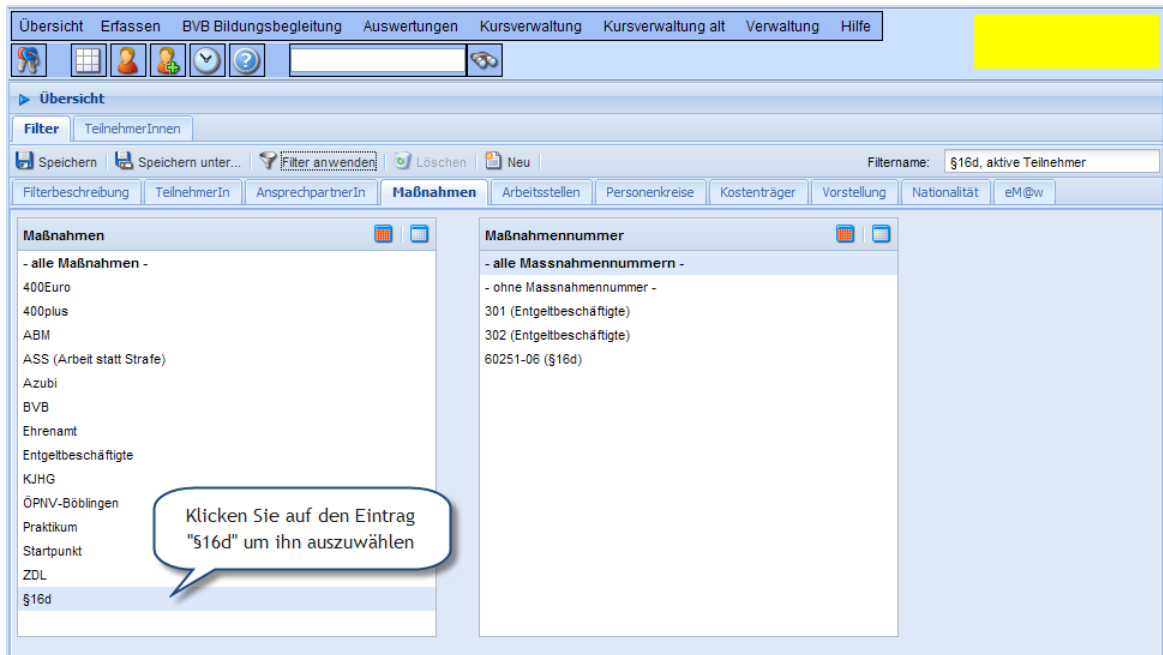 Übersicht Erfassen BVB Bildungsbegleitung Auswertungen Kursverwaltung Kursverwaltung alt Verwaltung Hilfe
Übersicht
Filter TeilnehmerInnen
Speichern Speichern unter... Filter anwenden Löschen Neu Filtername: §16d, aktive Teilnehmer
Filterbeschreibung TeilnehmerIn AnsprechpartnerIn Maßnahmen Arbeitsstellen Personenkreise Kostenträger Vorstellung Nationalität eM@w
Maßnahmen
- alle Maßnahmen -
400Euro
400plus
ABM
ASS (Arbeit statt Strafe)
Azubi
BVB
Ehrenamt
Entgeltbeschäftigte
KJHG
ÖPNV-Böblingen
Praktikum
Startpunkt
ZDL
§16d
Klicken Sie auf den Eintrag
"§16d" um ihn auszuwählen
Maßnahmennummer
- alle Massnahmennummern -
- ohne Massnahmennummer -
301 (Entgeltbeschäftigte)
302 (Entgeltbeschäftigte)
60251-06 (§16d)